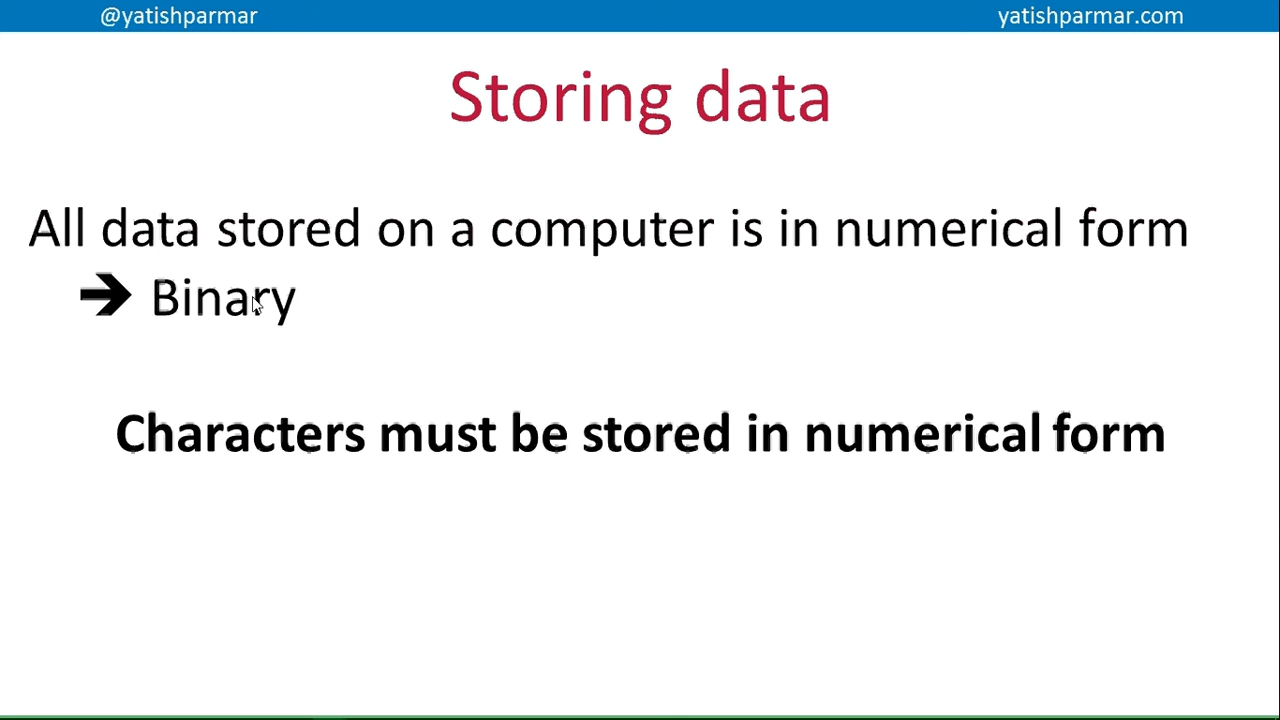 @yatishparmar
yatishparmar.com
Storing data
All data stored on a computer is in numerical form
➔ Binary
Characters must be stored in numerical form